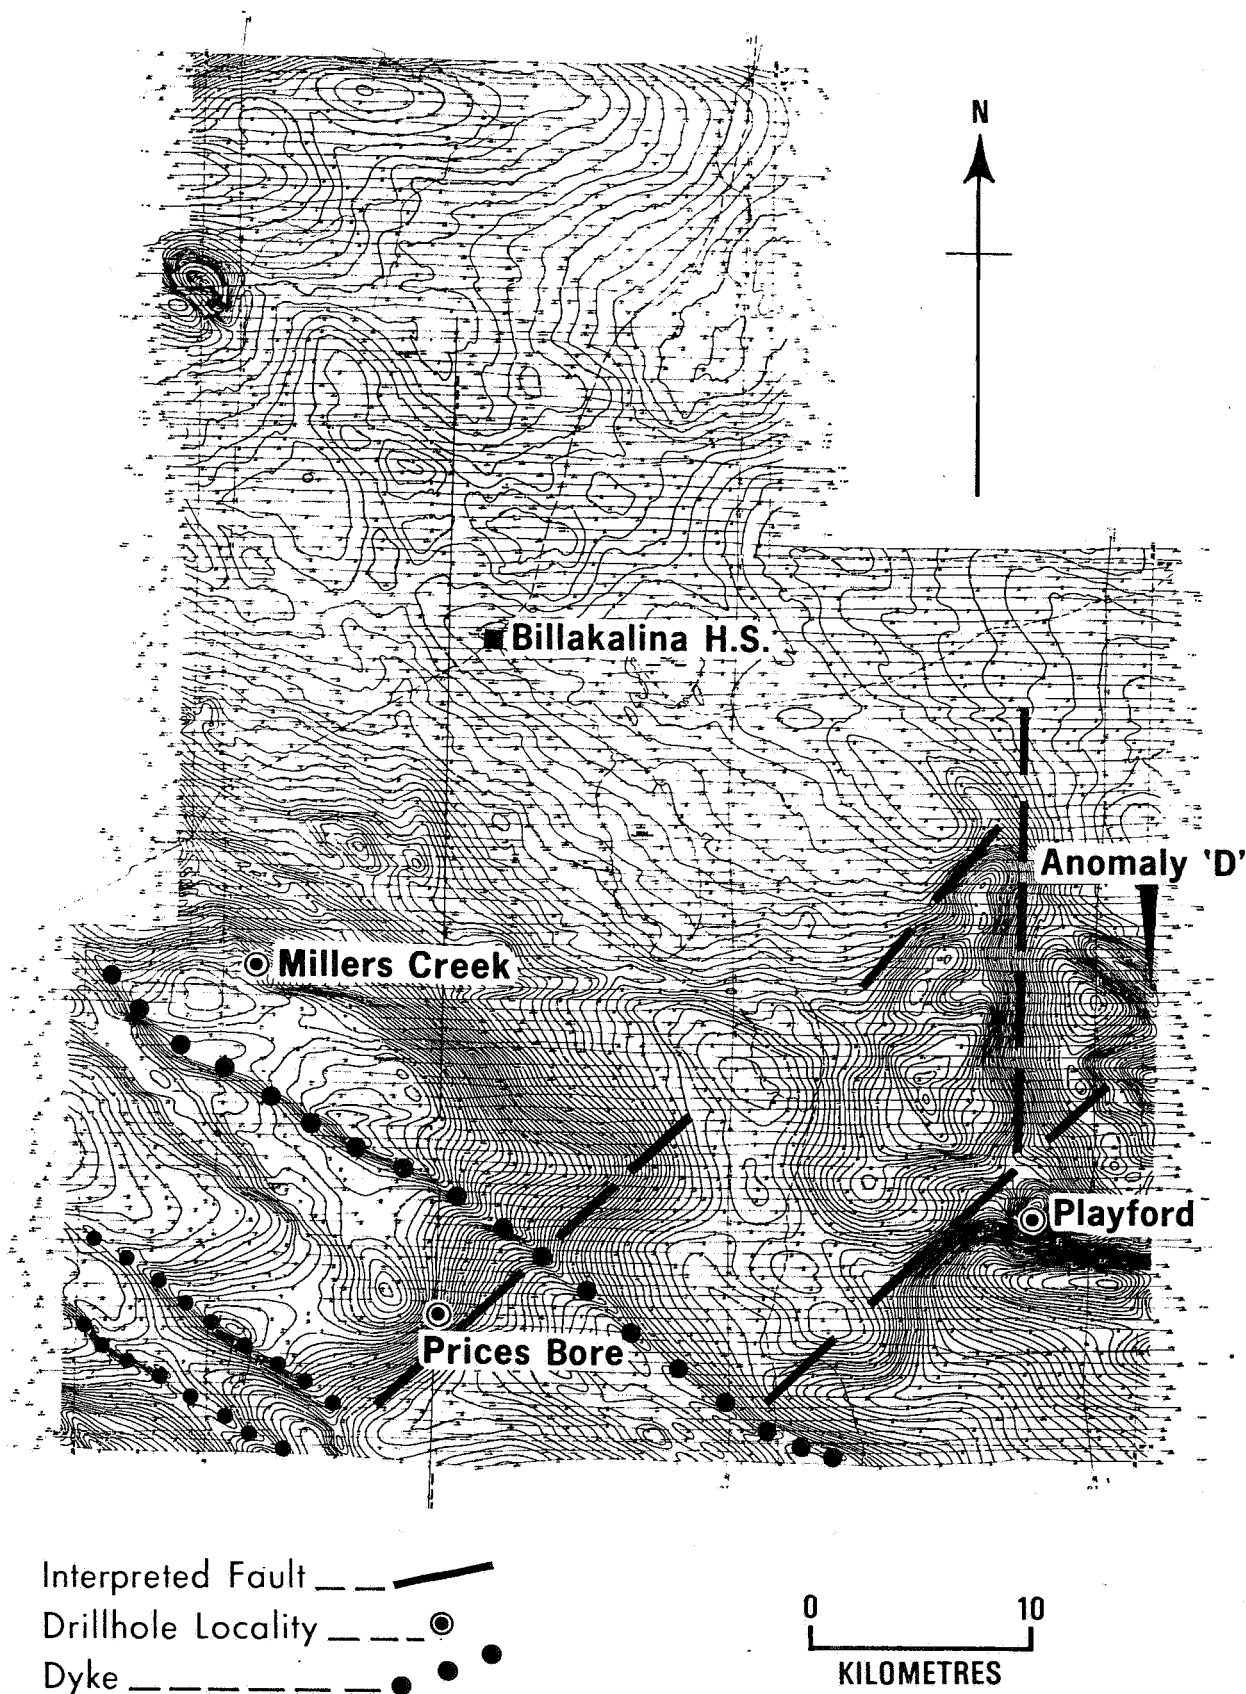 N
Billakalina H.S.
Anomaly 'D'
Millers Creek
Playford
Prices Bore
Interpreted Fault
Drillhole Locality
Dyke
0 10
KILOMETRES